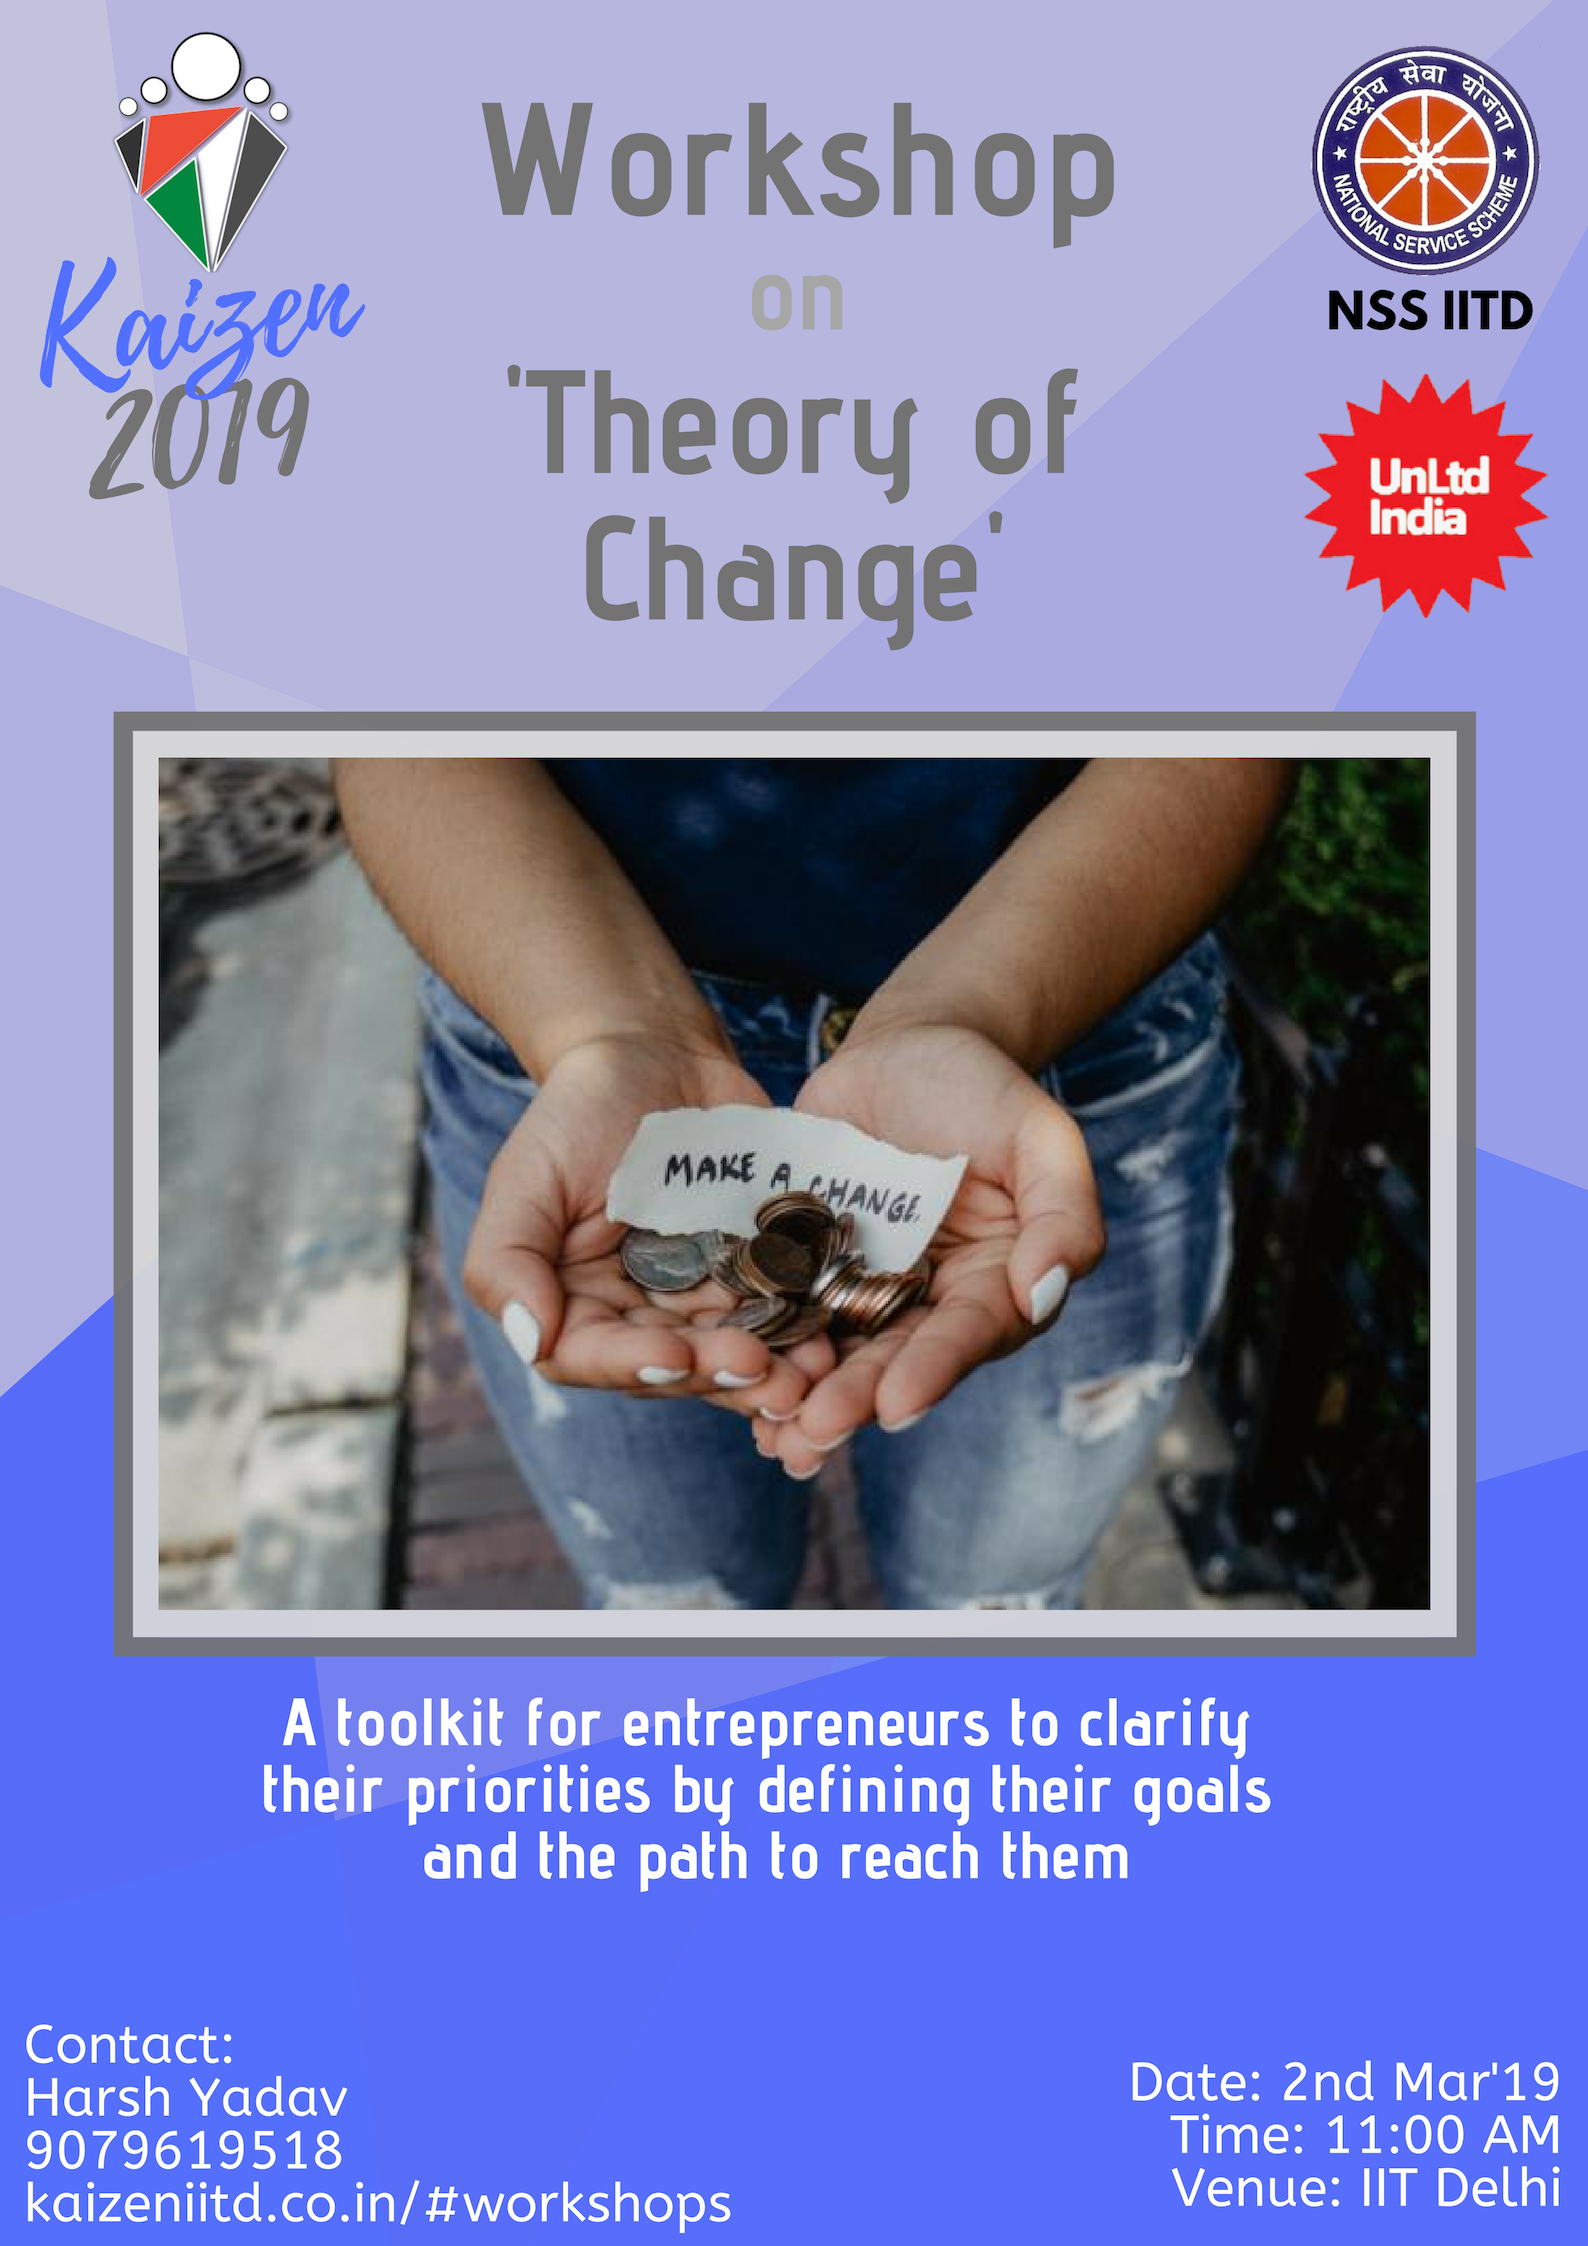 Kaizen
2019
Workshop
on
'Theory of
Change'
राष्ट्रीय सेवा योजना
NATIONAL SERVICE SCHEME
NSS IITD
UnLtd
India
MAKE A CHANGE.
A toolkit for entrepreneurs to clarify
their priorities by defining their goals
and the path to reach them
Contact:
Harsh Yadav
9079619518
kaizeniitd.co.in/#workshops
Date: 2nd Mar'19
Time: 11:00 AM
Venue: IIT Delhi